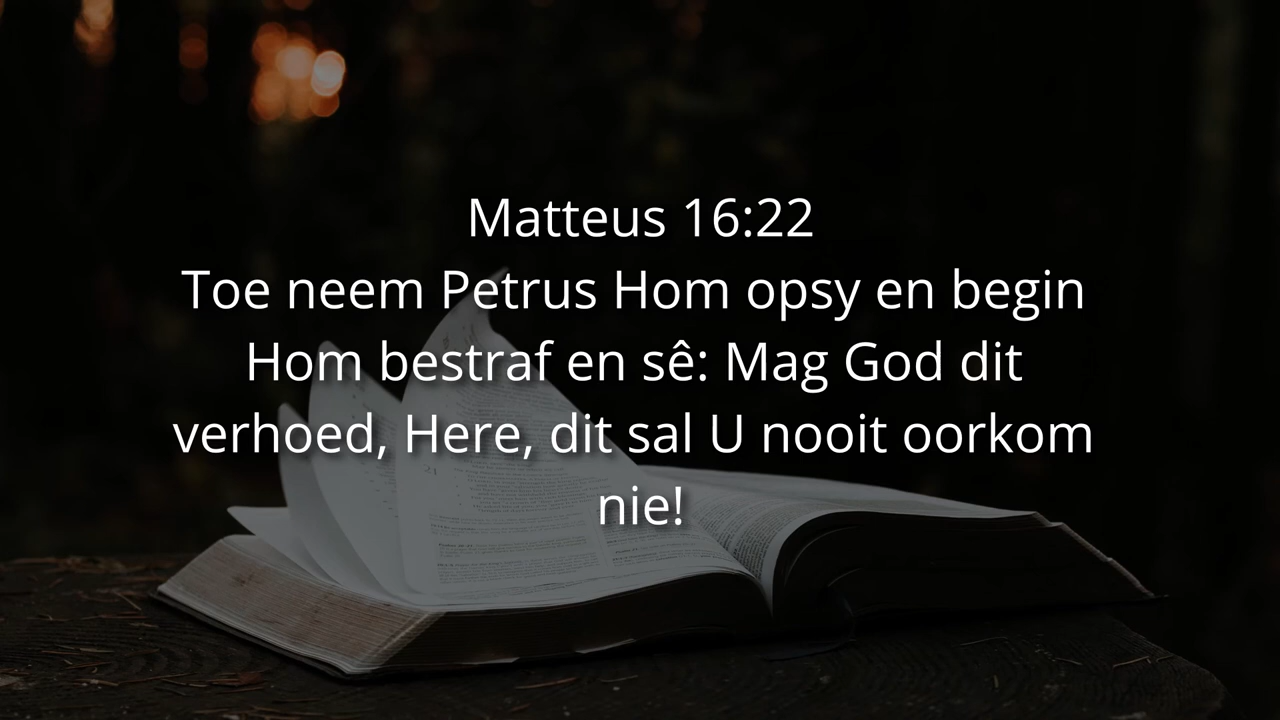 Matteus 16:22
Toe neem Petrus Hom opsy en begin
Hom bestraf en sê: Mag God dit
verhoed, Here, dit sal U nooit oorkom
nie!